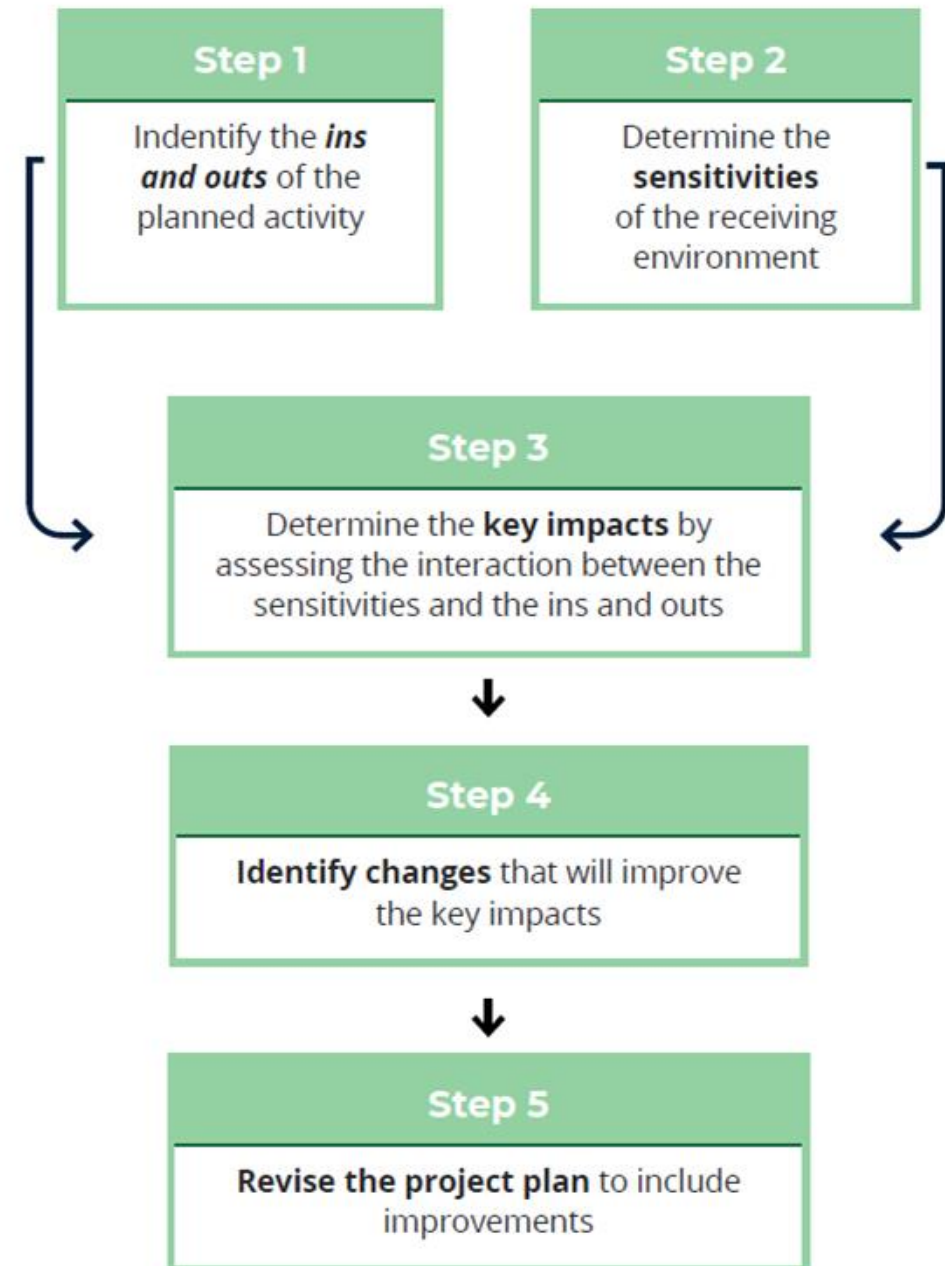 Step 1
Indentify the ins
and outs of the
planned activity
Step 2
Determine the
sensitivities
of the receiving
environment
Step 3
Determine the key impacts by
assessing the interaction between the
sensitivities and the ins and outs
Step 4
Identify changes that will improve
the key impacts
Step 5
Revise the project plan to include
improvements